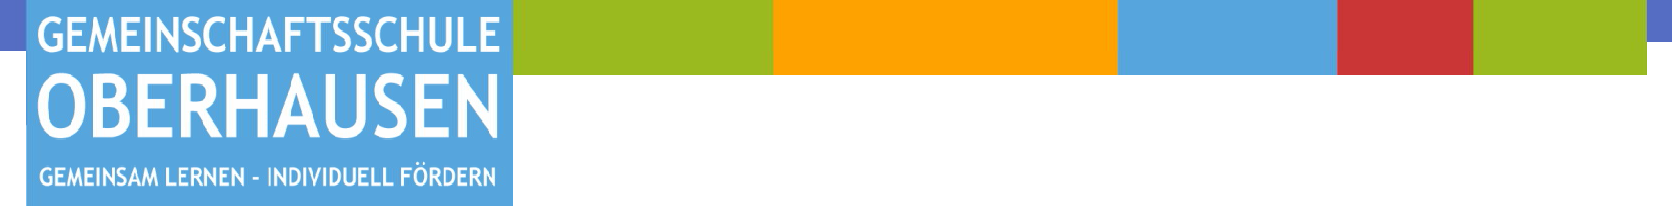 GEMEINSCHAFTSSCHULE
OBERHAUSEN
GEMEINSAM LERNEN - INDIVIDUELL FÖRDERN